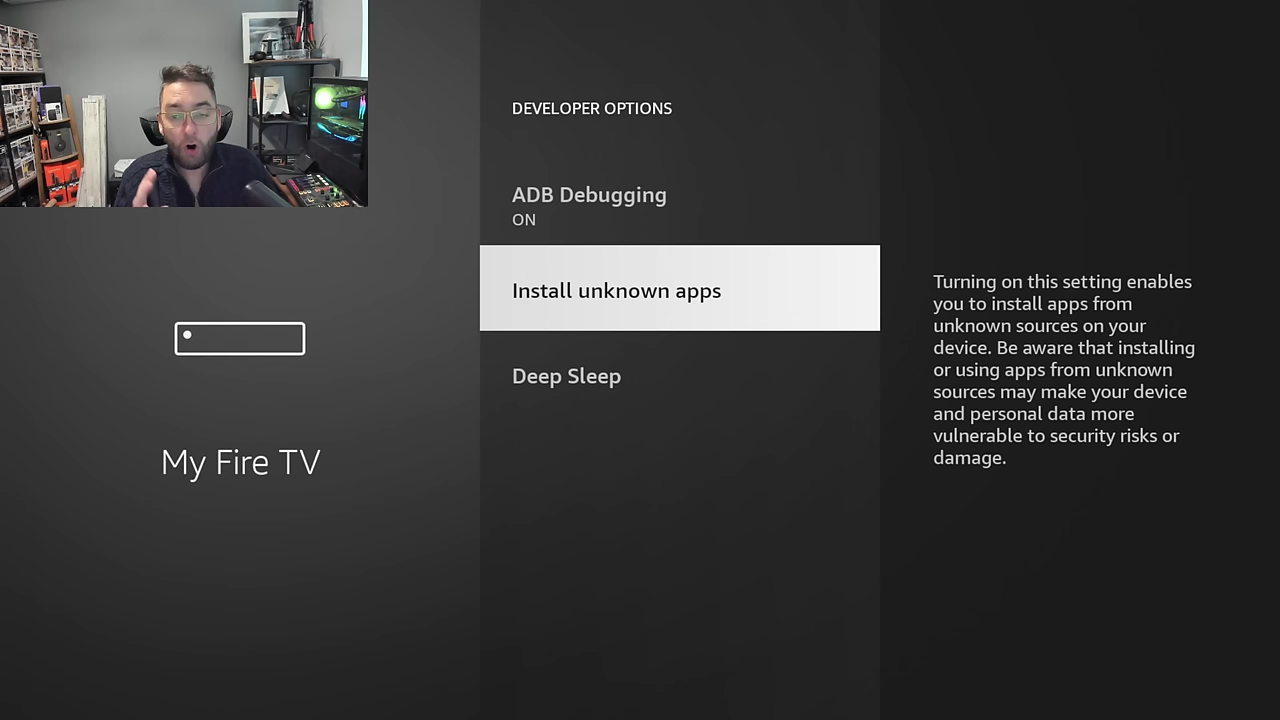 DEVELOPER OPTIONS
ADB Debugging
ON
Install unknown apps
Deep Sleep
My Fire TV
Turning on this setting enables
you to install apps from
unknown sources on your
device. Be aware that installing
or using apps from unknown
sources may make your device
and personal data more
vulnerable to security risks or
damage.